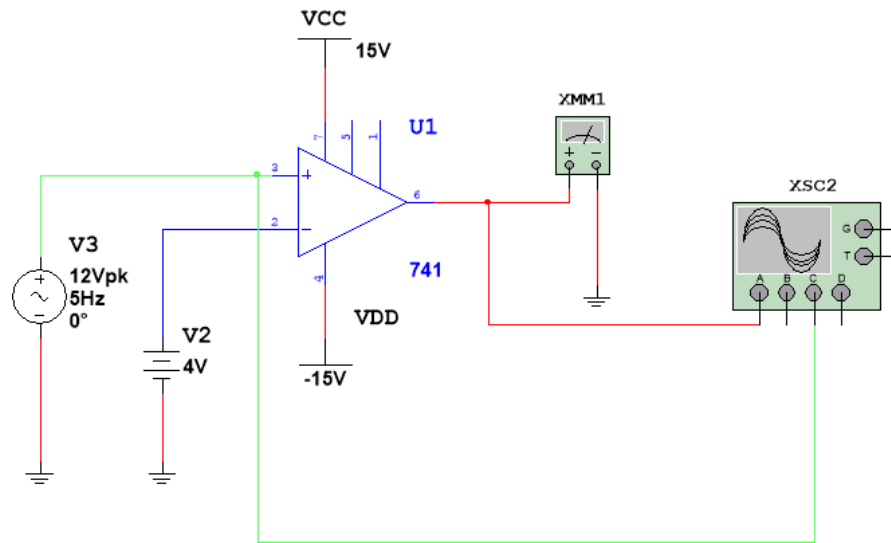 VCC
15V
XMM1
U1
7
5
1
+ −
XSC2
3
+
6
G
T
2
−
V3
12Vpk
5Hz
0°
+
−
4
741
A B C D
V2
4V
VDD
-15V